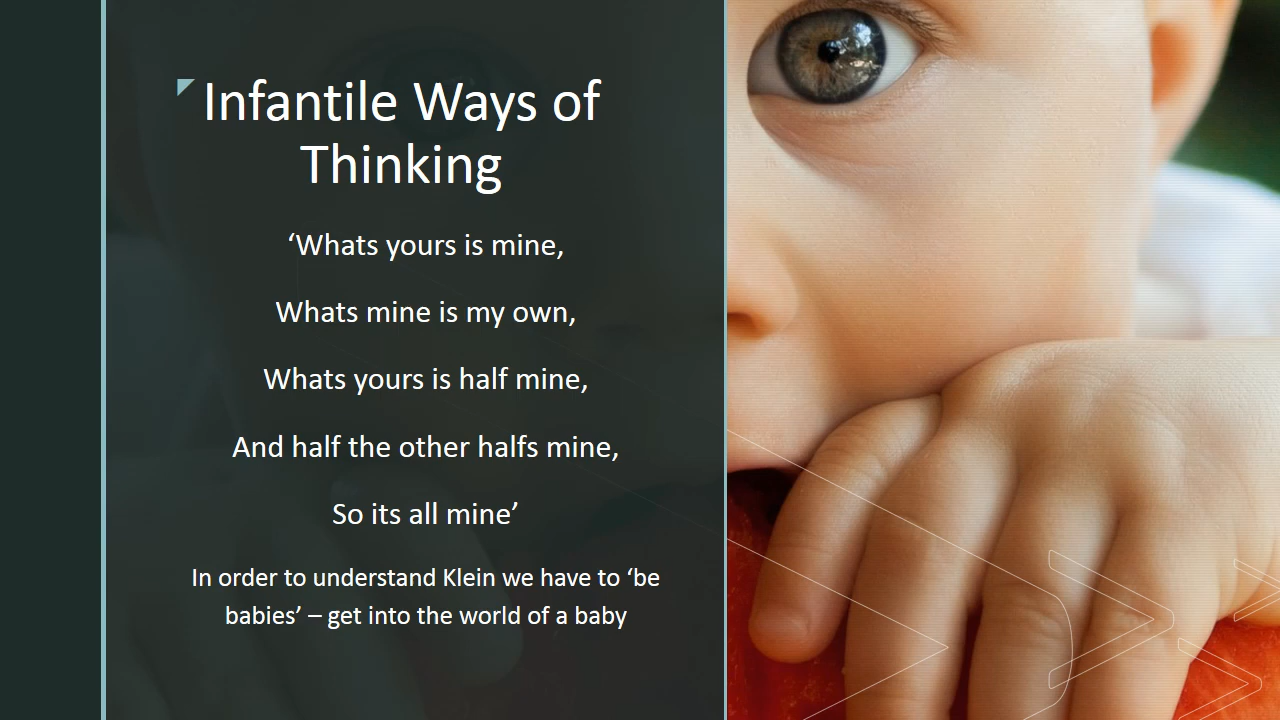 Infantile Ways of
Thinking
‘Whats yours is mine,
Whats mine is my own,
Whats yours is half mine,
And half the other halfs mine,
So its all mine’
In order to understand Klein we have to ‘be
babies’ – get into the world of a baby